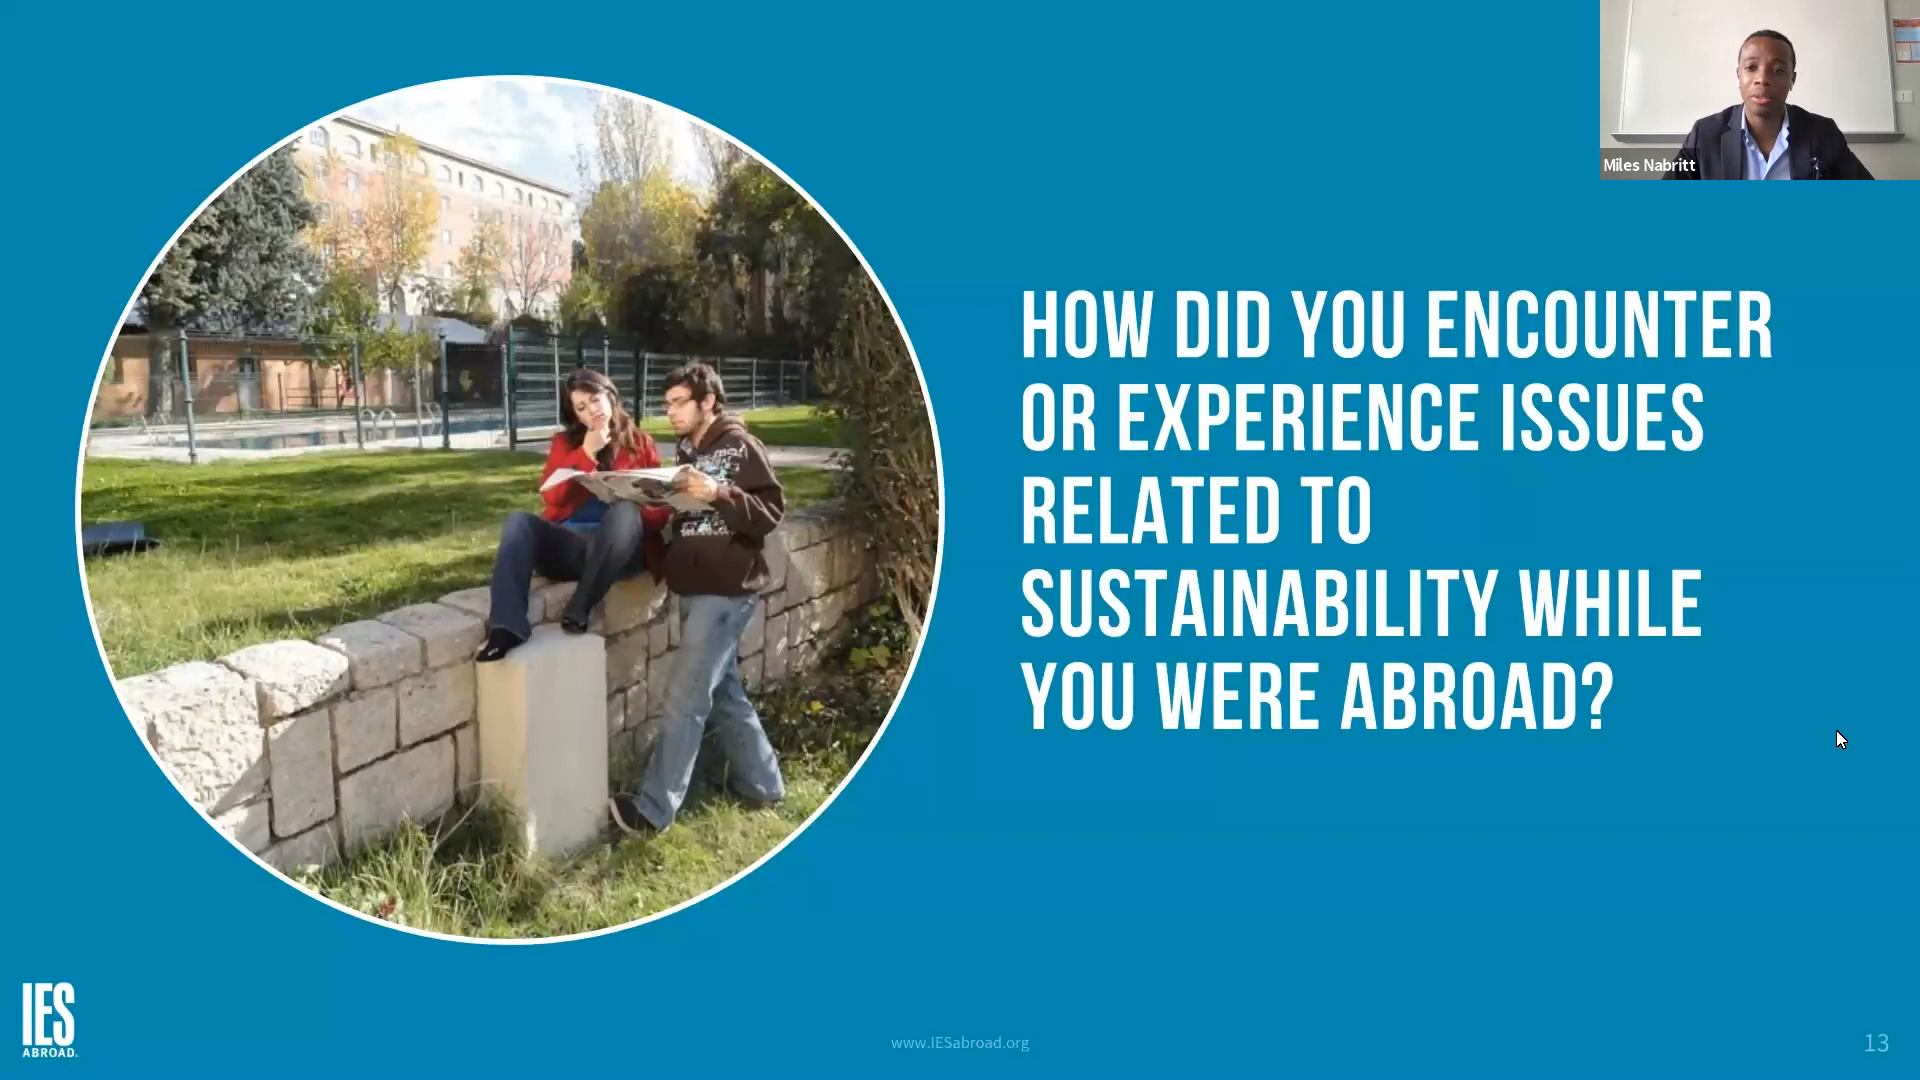 Miles Nabritt
HOW DID YOU ENCOUNTER
OR EXPERIENCE ISSUES
RELATED TO
SUSTAINABILITY WHILE
YOU WERE ABROAD?
IES
ABROAD.
www.IESabroad.org
13